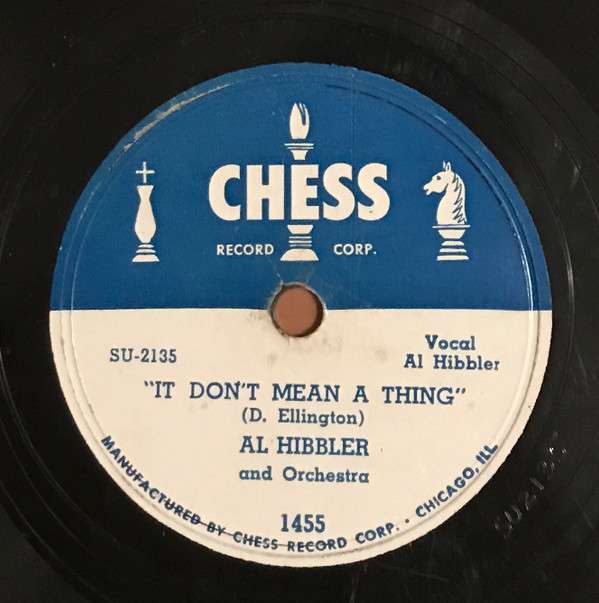 CHESS
RECORD CORP.
SU-2135
Vocal
Al Hibbler
"IT DON'T MEAN A THING"
(D. Ellington)
AL HIBBLER
and Orchestra
1455
MANUFACTURED BY CHESS RECORD CORP. • CHICAGO, ILL